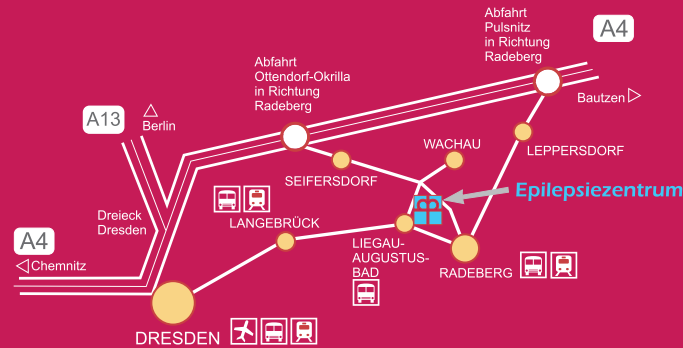 Abfahrt
Pulsnitz
in Richtung
Radeberg
A4
Abfahrt
Ottendorf-Okrilla
in Richtung
Radeberg
Bautzen
A13
Berlin
WACHAU
LEPPERSDORF
SEIFERSDORF
Epilepsiezentrum
Dreieck
Dresden
LANGEBRÜCK
A4
Chemnitz
LIEGAU-
AUGUSTUS-
BAD
RADEBERG
DRESDEN